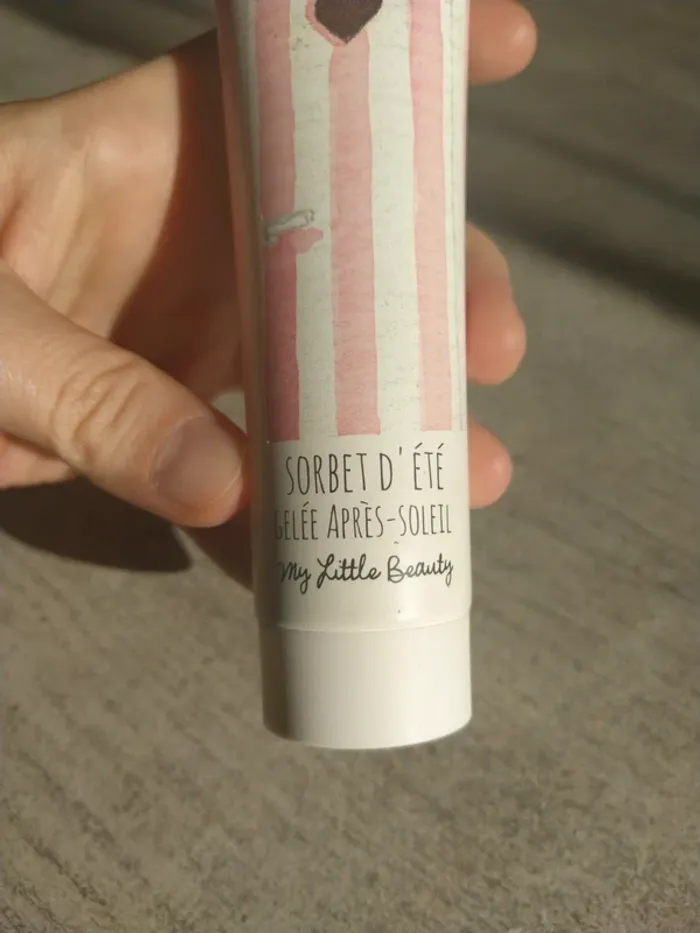 SORBET D'ÉTÉ
GELÉE APRÈS-SOLEIL
My Little Beauty